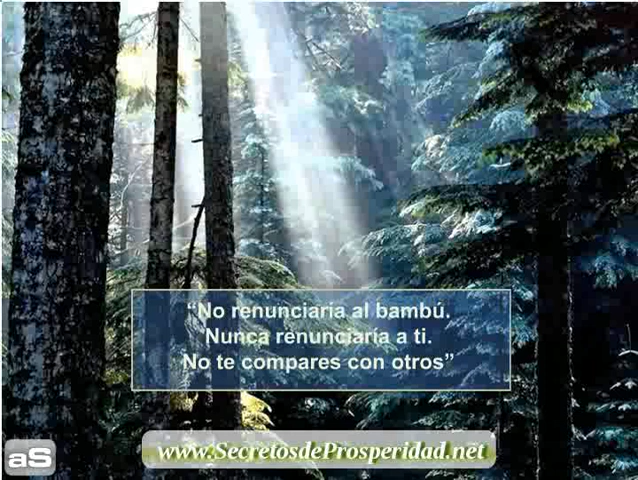 “No renunciaría al bambú.
Nunca renunciaría a ti.
No te compares con otros”
www.SecretosdeProsperidad.net
aS